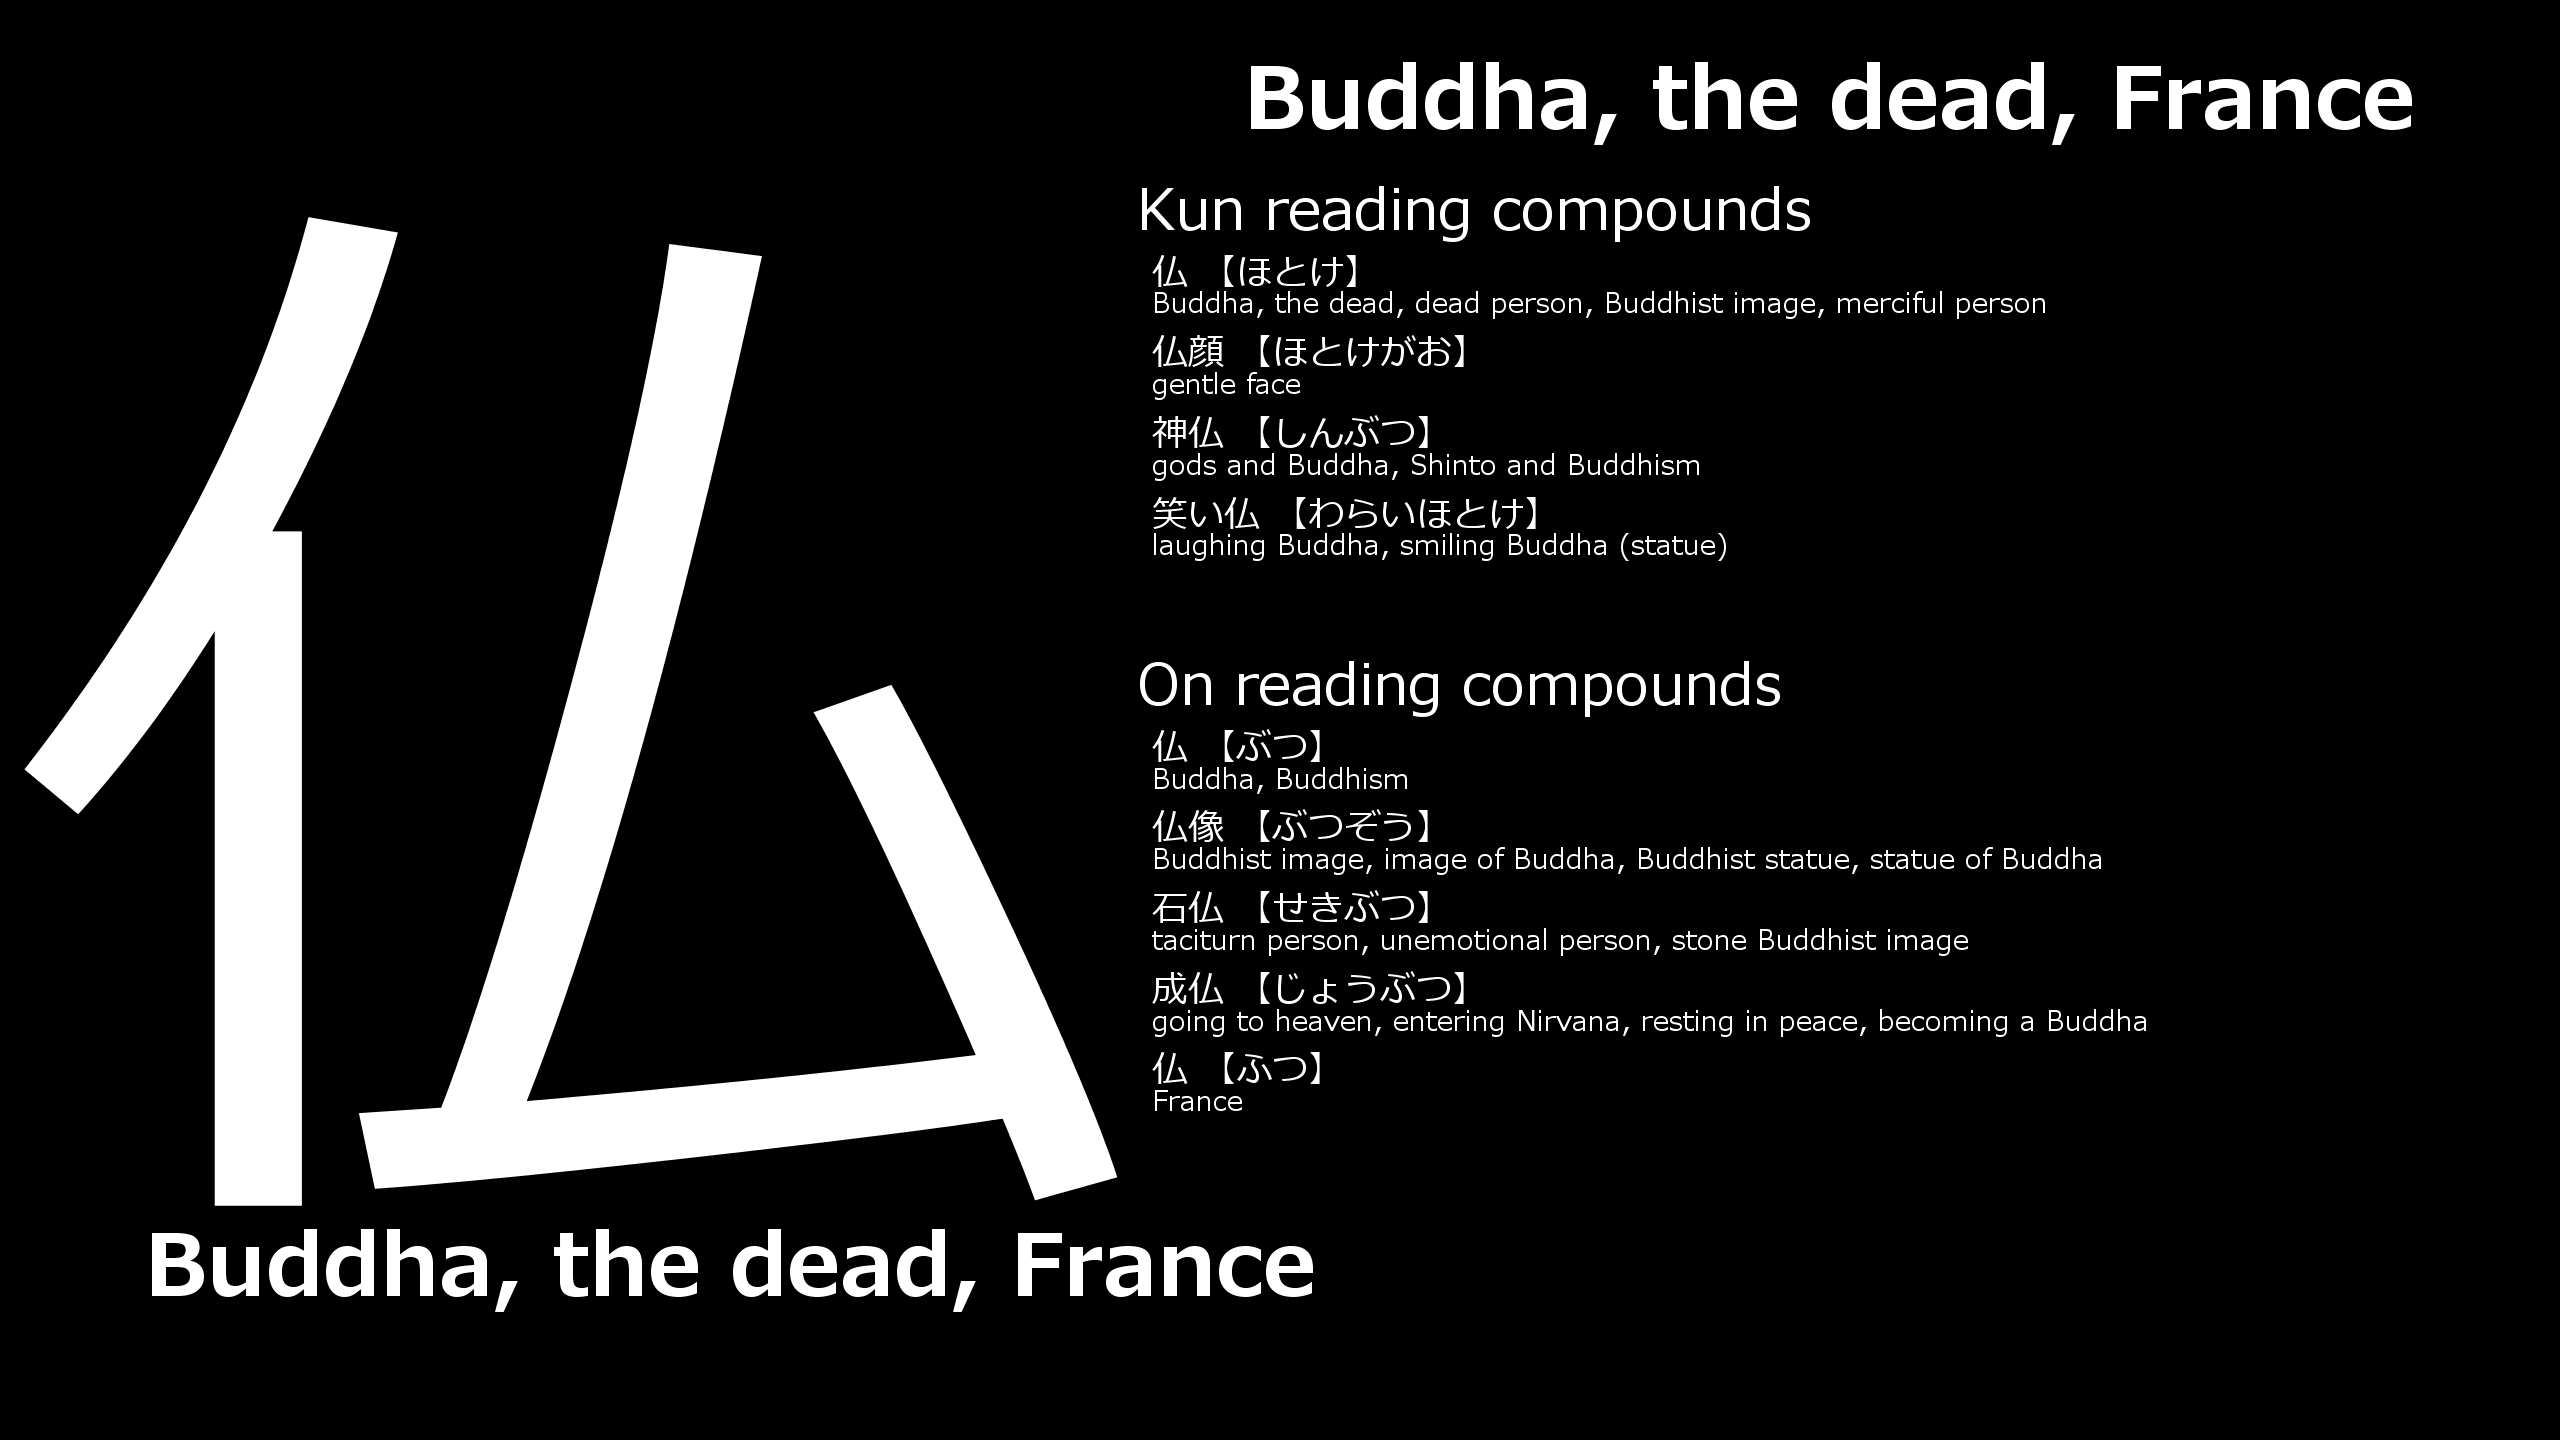 Buddha, the dead, France
仏
Buddha, the dead, France
Kun reading compounds
仏 【ほとけ】
Buddha, the dead, dead person, Buddhist image, merciful person
仏顔 【ほとけがお】
gentle face
神仏 【しんぶつ】
gods and Buddha, Shinto and Buddhism
笑い仏 【わらいほとけ】
laughing Buddha, smiling Buddha (statue)
On reading compounds
仏 【ぶつ】
Buddha, Buddhism
仏像 【ぶつぞう】
Buddhist image, image of Buddha, Buddhist statue, statue of Buddha
石仏 【せきぶつ】
taciturn person, unemotional person, stone Buddhist image
成仏 【じょうぶつ】
going to heaven, entering Nirvana, resting in peace, becoming a Buddha
仏 【ふつ】
France